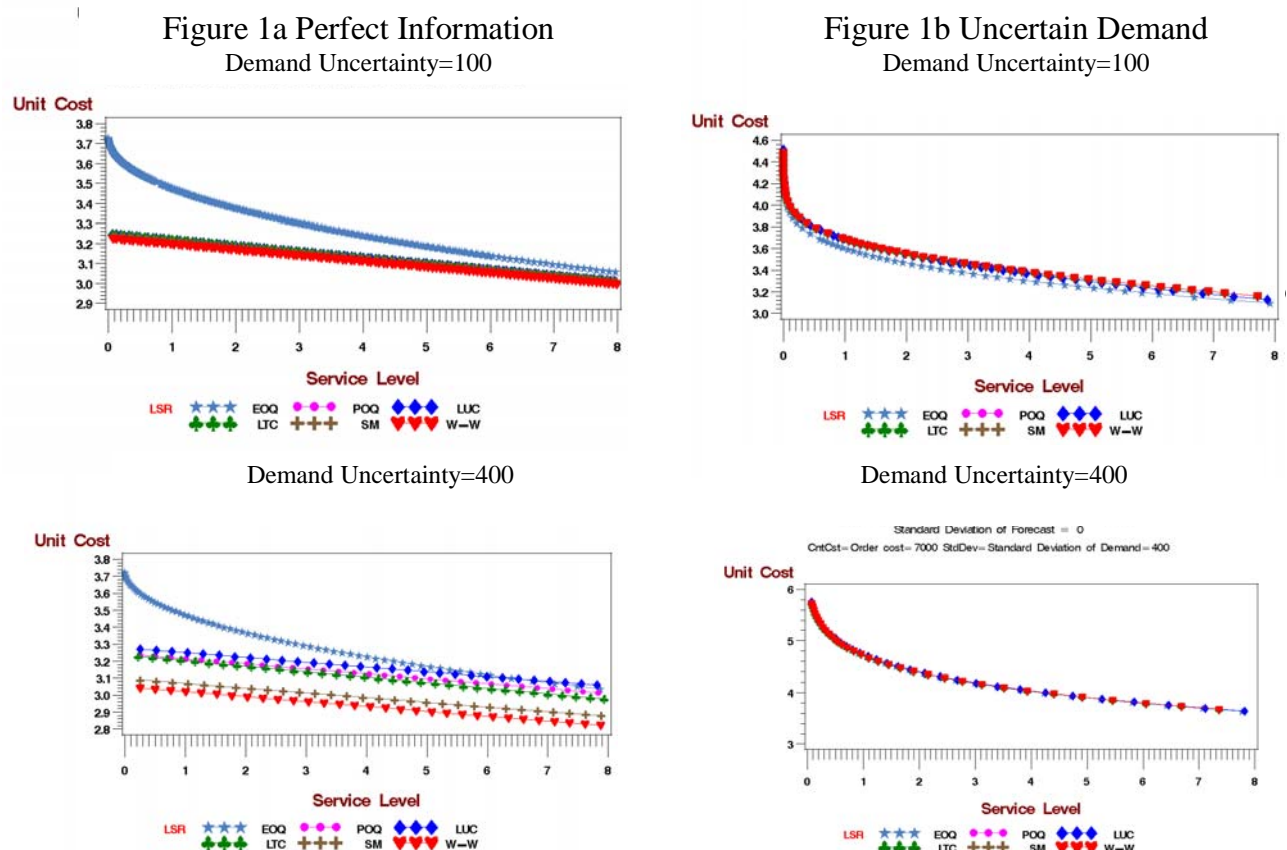 Figure 1a Perfect Information
Demand Uncertainty=100
Unit Cost
3.8
3.7
3.6
3.5
3.4
3.3
3.2
3.1
3.0
2.9
0 1 2 3 4 5 6 7 8
Service Level
LSR EOQ POQ LUC
LTC SM W-W
Figure 1b Uncertain Demand
Demand Uncertainty=100
Unit Cost
4.6
4.4
4.2
4.0
3.8
3.6
3.4
3.2
3.0
0 1 2 3 4 5 6 7 8
Service Level
LSR EOQ POQ LUC
LTC SM W-W
Demand Uncertainty=400
Unit Cost
3.8
3.7
3.6
3.5
3.4
3.3
3.2
3.1
3.0
2.9
2.8
0 1 2 3 4 5 6 7 8
Service Level
LSR EOQ POQ LUC
LTC SM W-W
Demand Uncertainty=400
Standard Deviation of Forecast = 0
CntCst=Order cost=7000 StdDev=Standard Deviation of Demand=400
Unit Cost
6
5
4
3
0 1 2 3 4 5 6 7 8
Service Level
LSR EOQ POQ LUC
LTC SM W-W